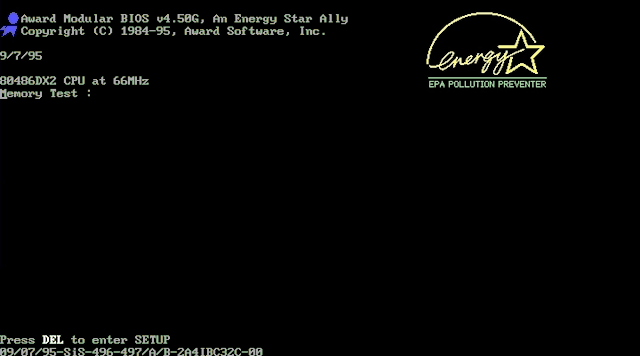 Award Modular BIOS v4.50G, An Energy Star Ally
Copyright (C) 1984-95, Award Software, Inc.
energy
EPA POLLUTION PREVENTER
9/7/95
80486DX2 CPU at 66MHz
Memory Test :
Press DEL to enter SETUP
09/07/95-SiS-496-497/A/B-2A4IBC32C-00